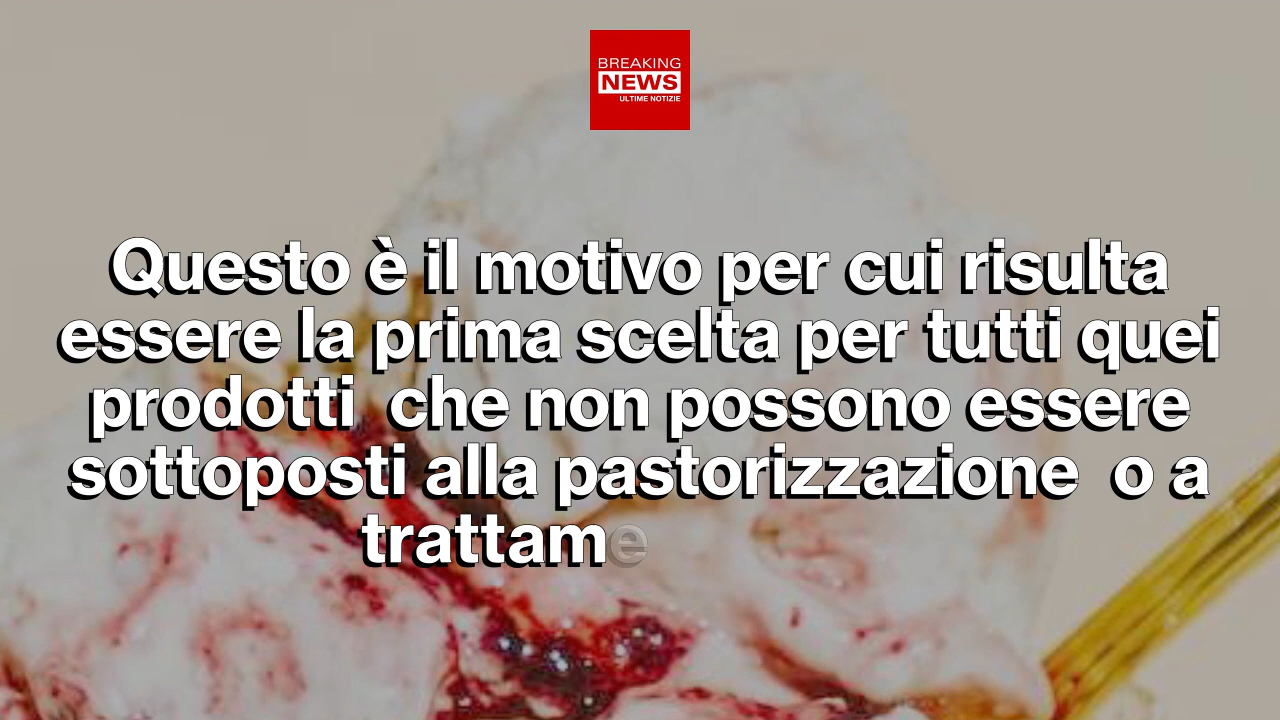 BREAKING
NEWS
ULTIME NOTIZIE
Questo è il motivo per cui risulta
essere la prima scelta per tutti quei
prodotti  che non possono essere
sottoposti alla pastorizzazione  o a
trattame